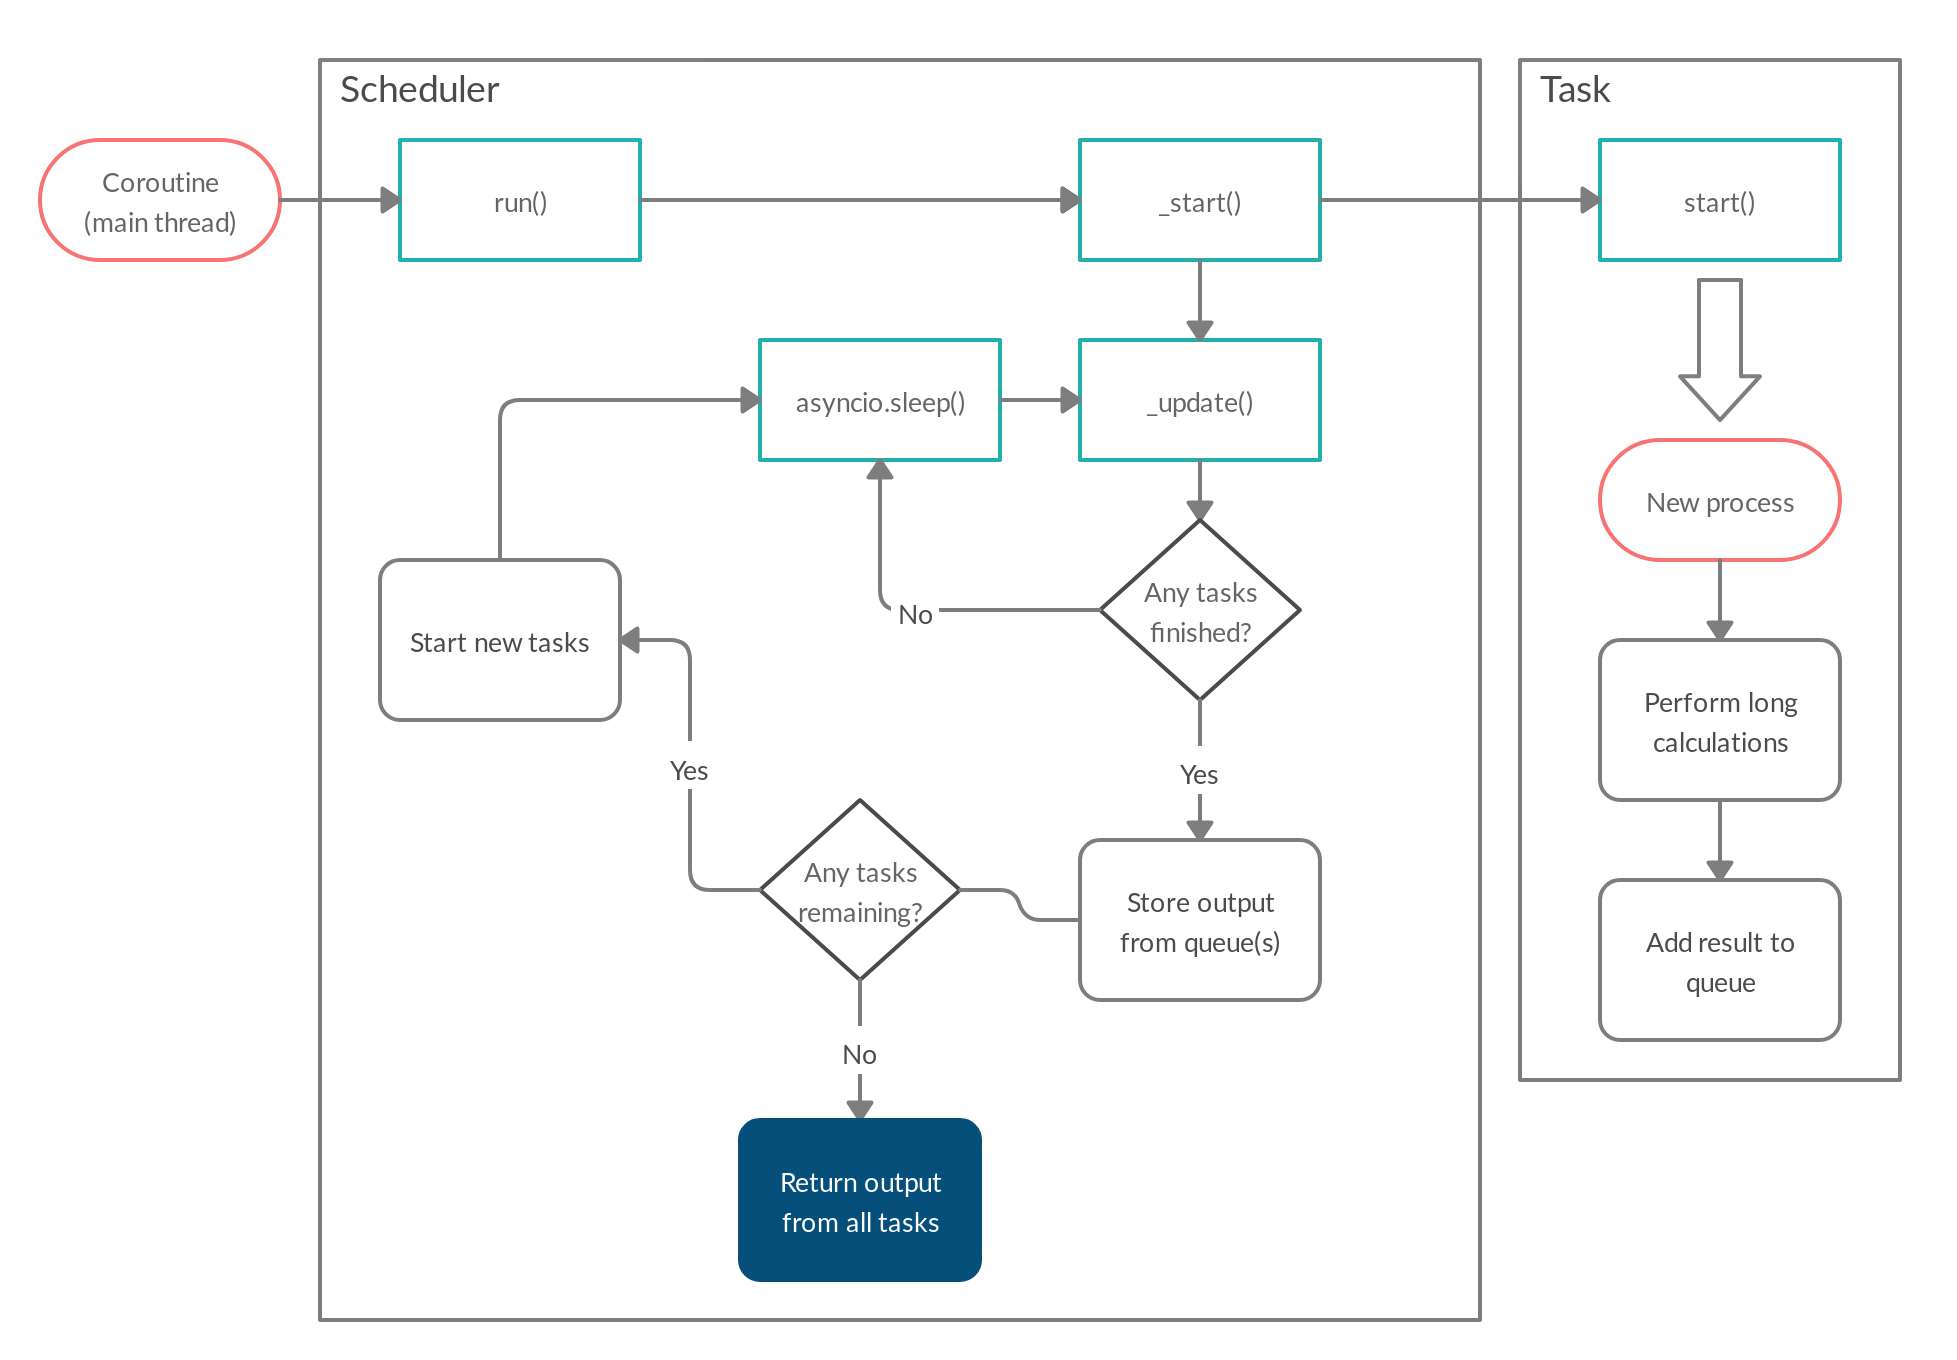 Scheduler
Task
Coroutine
(main thread)
run()
_start()
start()
asyncio.sleep()
_update()
New process
Any tasks
finished?
No
Start new tasks
Perform long
calculations
Yes
Yes
Any tasks
remaining?
Store output
from queue(s)
Add result to
queue
No
Return output
from all tasks